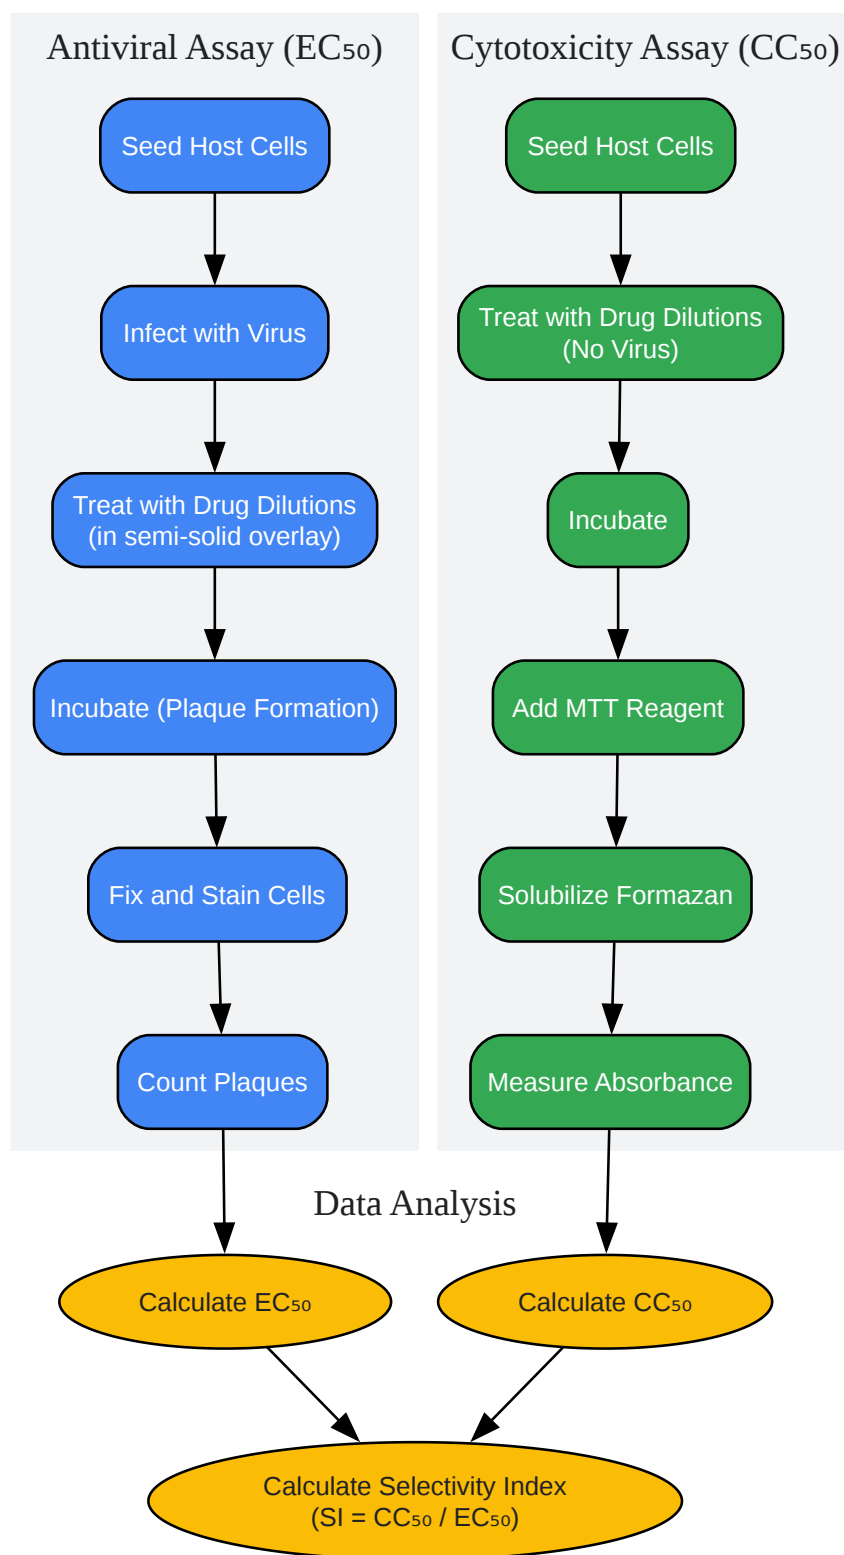 Antiviral Assay (EC₅₀)
Seed Host Cells
Infect with Virus
Treat with Drug Dilutions
(in semi-solid overlay)
Incubate (Plaque Formation)
Fix and Stain Cells
Count Plaques
Cytotoxicity Assay (CC₅₀)
Seed Host Cells
Treat with Drug Dilutions
(No Virus)
Incubate
Add MTT Reagent
Solubilize Formazan
Measure Absorbance
Data Analysis
Calculate EC₅₀
Calculate CC₅₀
Calculate Selectivity Index
(SI = CC₅₀ / EC₅₀)